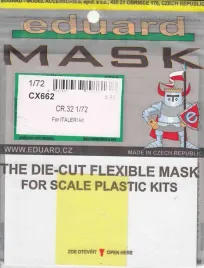 eduard
MASK
1/72
CX662
CR.32 1/72
For ITALERI kit
WWW.EDUARD.CZ
MADE IN CZECH REPUBLIC
THE DIE-CUT FLEXIBLE MASK
FOR SCALE PLASTIC KITS
ZDE OTEVŘÍT OPEN HERE